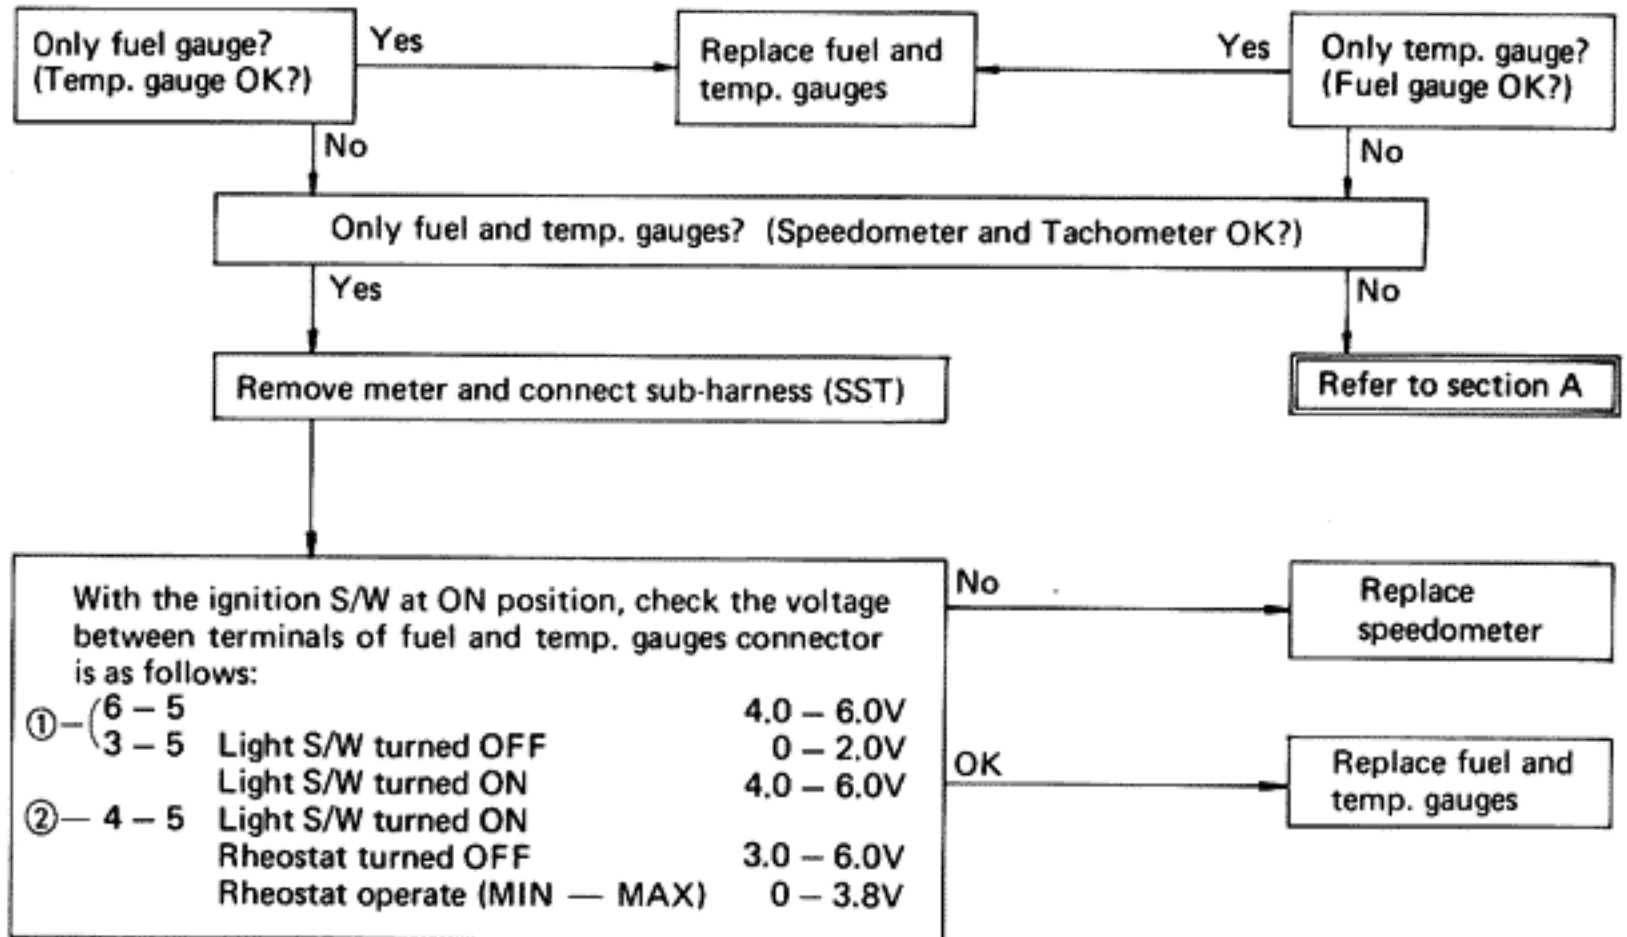 Only fuel gauge?
(Temp. gauge OK?)
Yes
Replace fuel and
temp. gauges
Yes
Only temp. gauge?
(Fuel gauge OK?)
No
No
Only fuel and temp. gauges? (Speedometer and Tachometer OK?)
Yes
No
Remove meter and connect sub-harness (SST)
Refer to section A
With the ignition S/W at ON position, check the voltage
between terminals of fuel and temp. gauges connector
is as follows:
①–(6 – 5 4.0 – 6.0V
3 – 5 Light S/W turned OFF 0 – 2.0V
Light S/W turned ON 4.0 – 6.0V
②– 4 – 5 Light S/W turned ON
Rheostat turned OFF 3.0 – 6.0V
Rheostat operate (MIN — MAX) 0 – 3.8V
No
Replace
speedometer
OK
Replace fuel and
temp. gauges